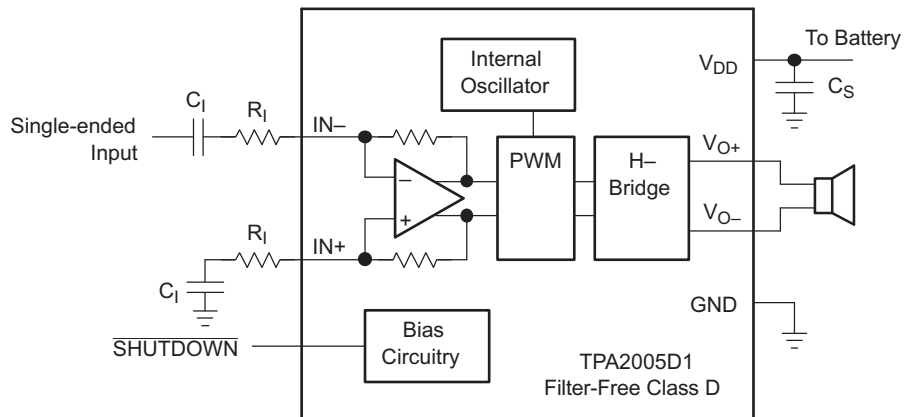 To Battery
Internal
Oscillator
VDD
CS
CI
RI
IN–
Single-ended
Input
PWM
H–
Bridge
VO+
VO–
–
+
RI
IN+
CI
GND
SHUTDOWN
Bias
Circuitry
TPA2005D1
Filter-Free Class D